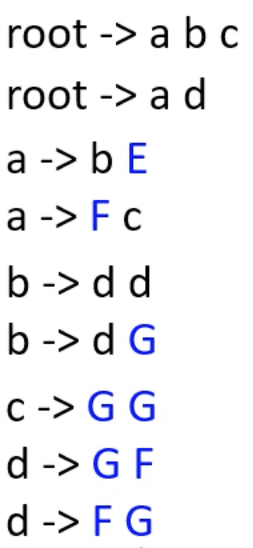 root -> a b c
root -> a d
a -> b E
a -> F c
b -> d d
b -> d G
c -> G G
d -> G F
d -> F G